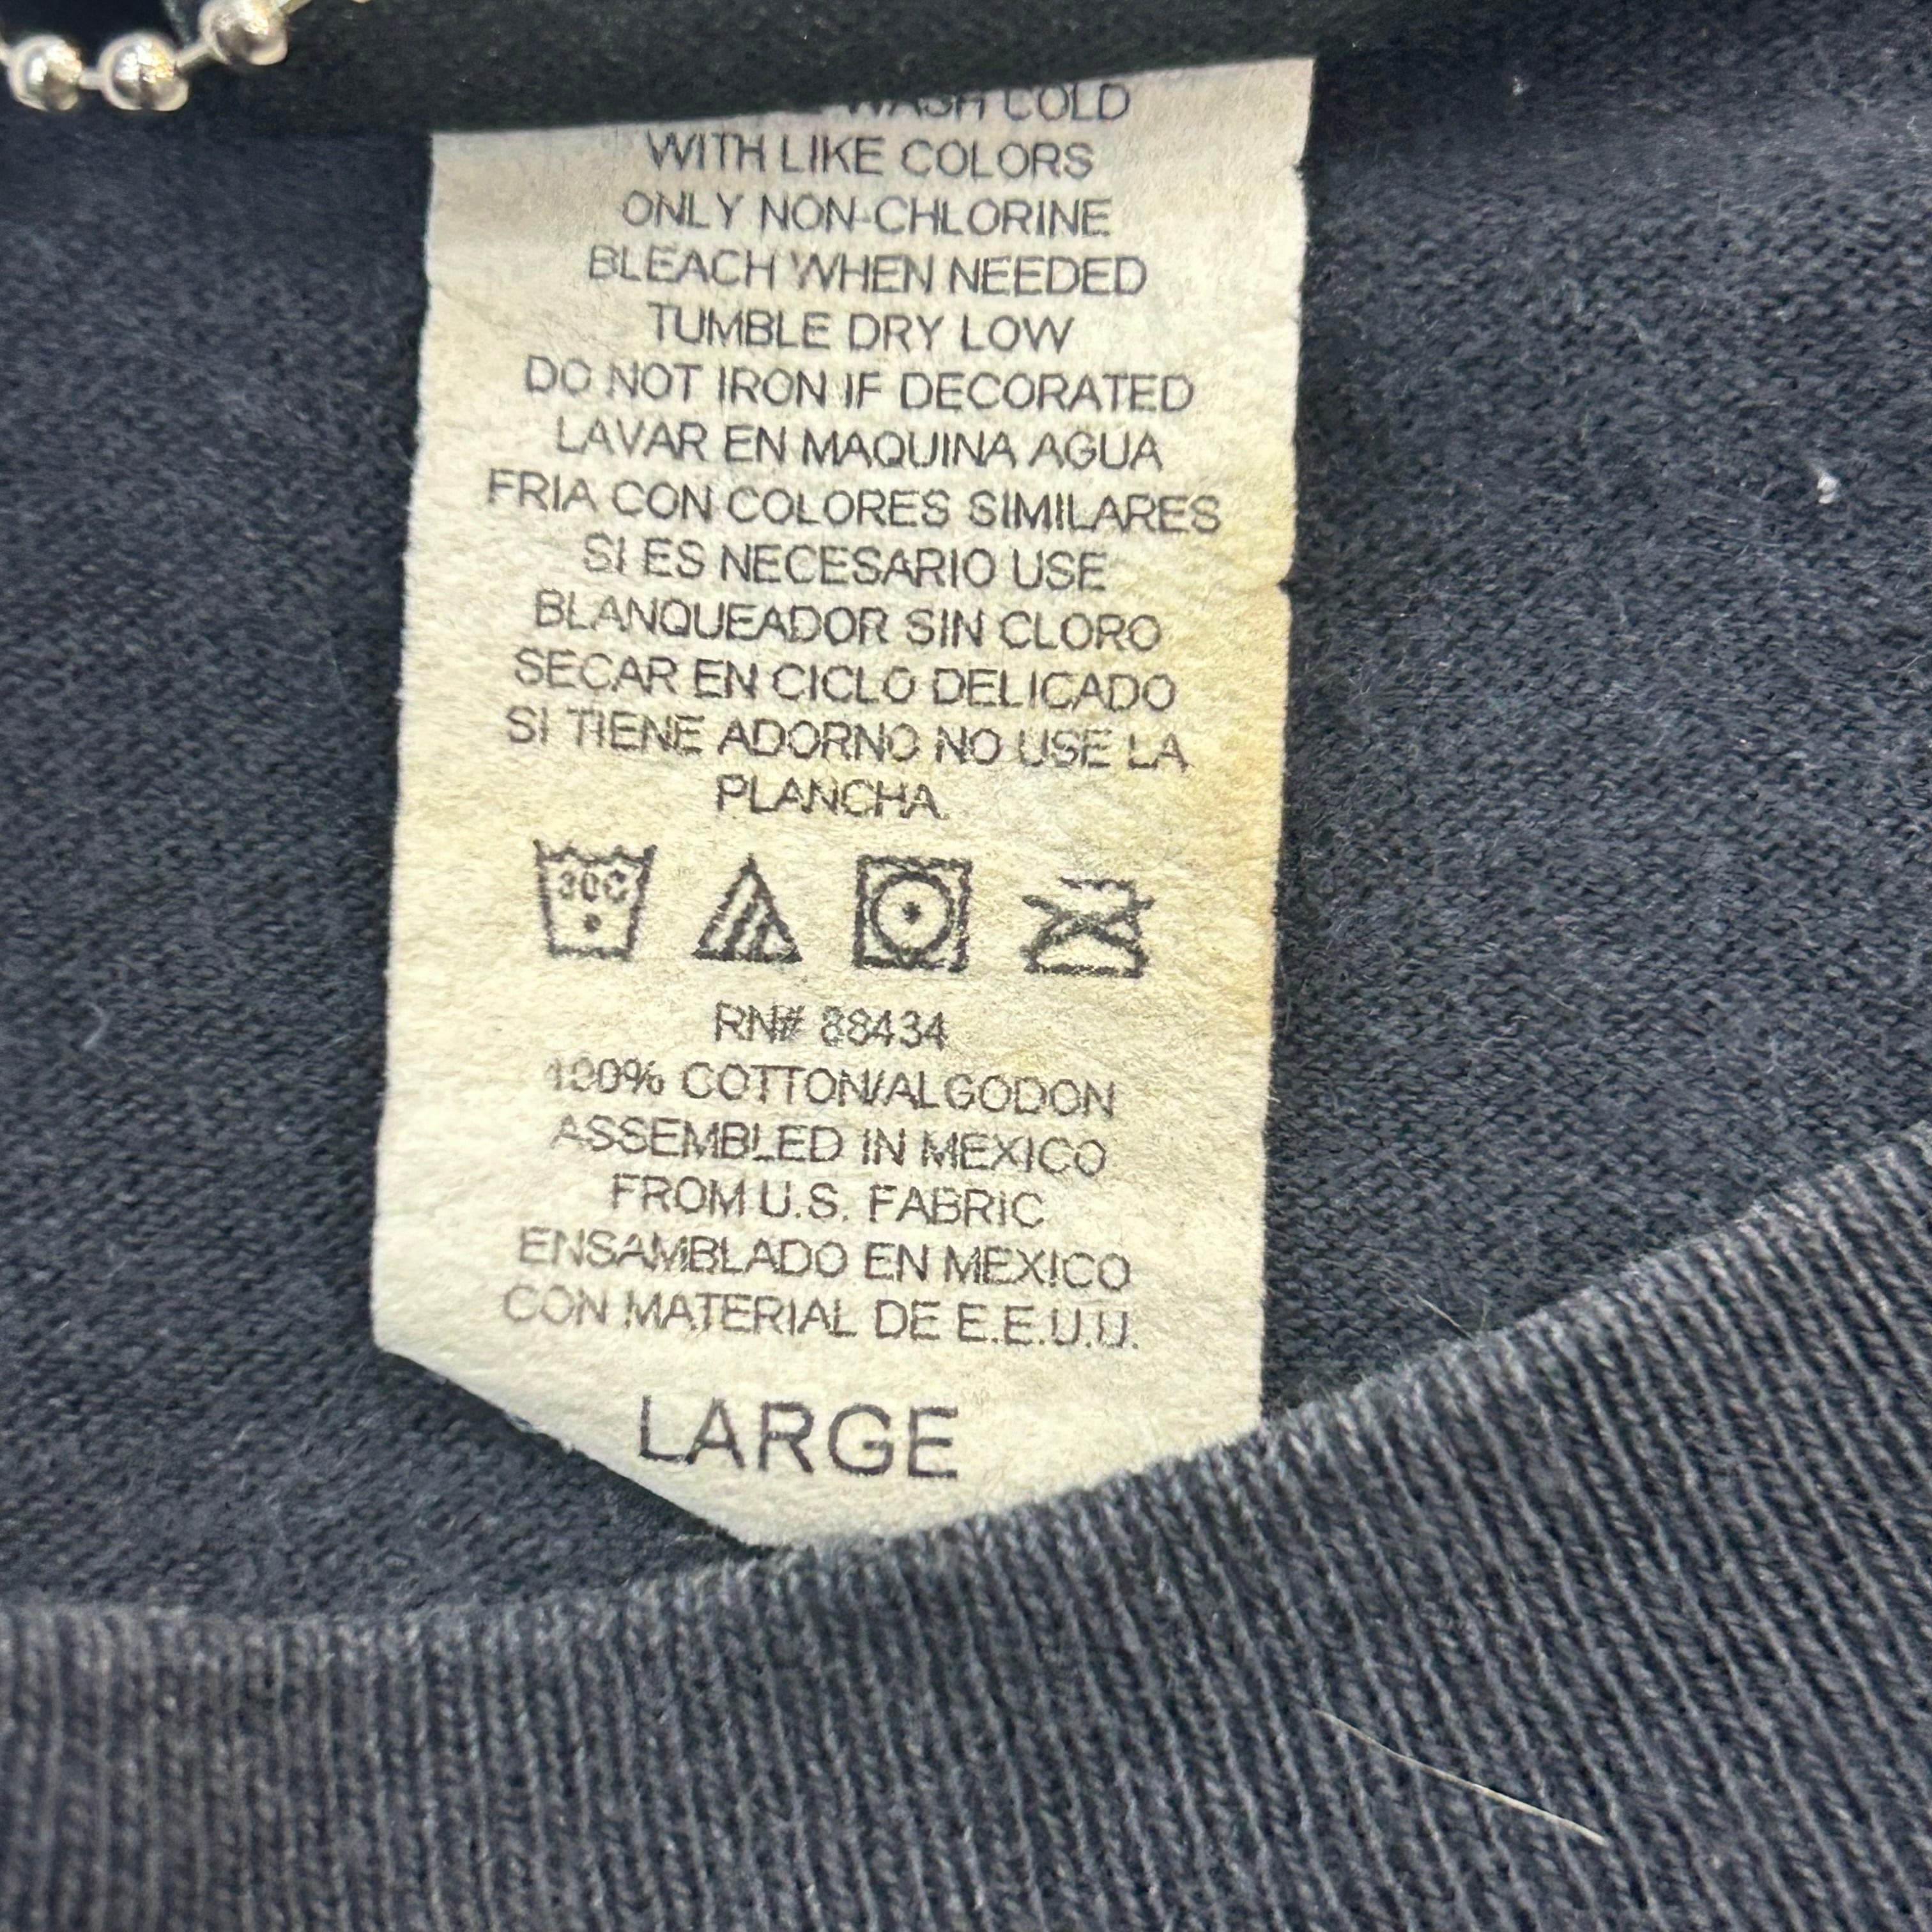 WASH COLD
WITH LIKE COLORS
ONLY NON-CHLORINE
BLEACH WHEN NEEDED
TUMBLE DRY LOW
DO NOT IRON IF DECORATED
LAVAR EN MAQUINA AGUA
FRIA CON COLORES SIMILARES
SI ES NECESARIO USE
BLANQUEADOR SIN CLORO
SECAR EN CICLO DELICADO
SI TIENE ADORNO NO USE LA
PLANCHA.
30C
RN# 88434
100% COTTON/ALGODON
ASSEMBLED IN MEXICO
FROM U.S. FABRIC
ENSAMBLADO EN MEXICO
CON MATERIAL DE E.E.U.U.
LARGE